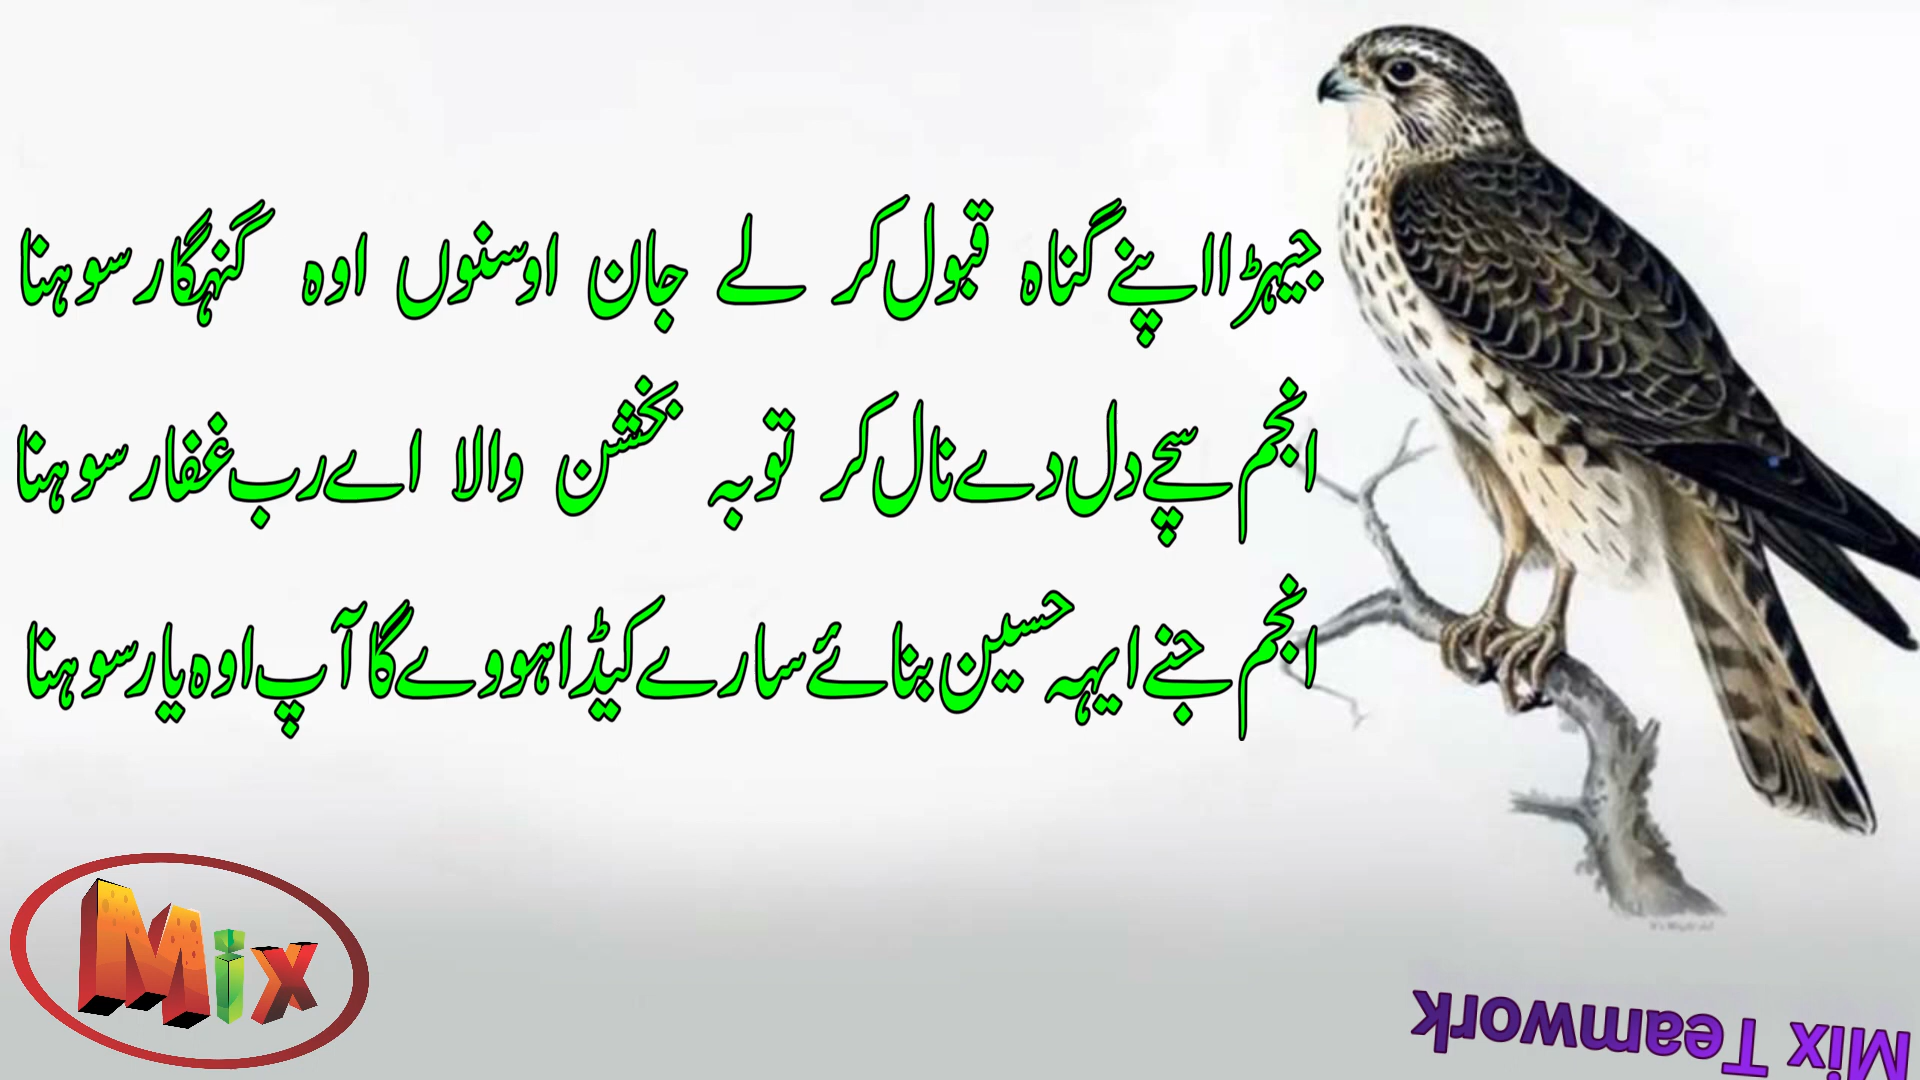 جیہڑا اپنے گناہ قبول کر لے جان اوسنوں اوہ گنہگار سوہنا
انجم سچے دل دے نال کر توبہ بخشن والا اے رب غفار سوہنا
انجم جنے ایہہ حسین بنائے سارے کیڈا ہووے گا آپ اوہ یار سوہنا
Mix
Mix Teamwork